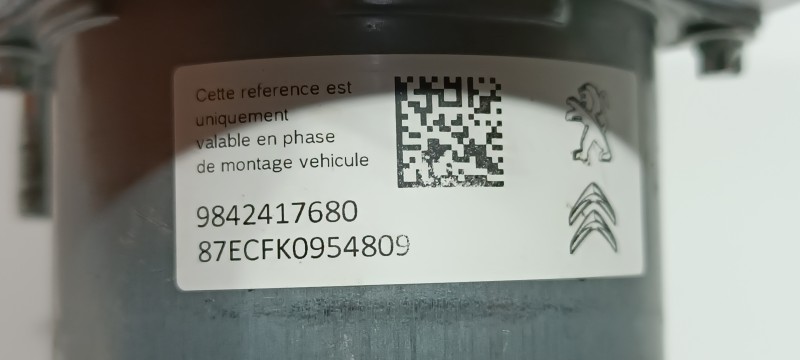 Cette reference est
uniquement
valable en phase
de montage vehicule
9842417680
87ECFK0954809